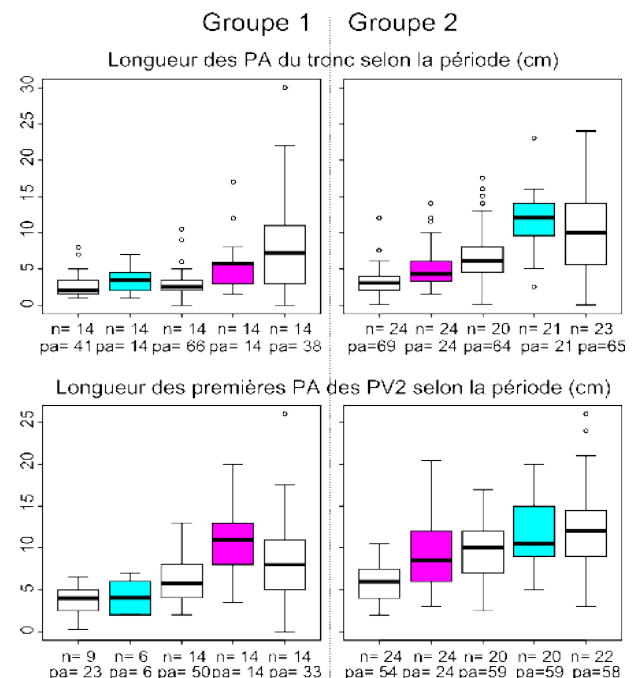 Groupe 1 Groupe 2
Longueur des PA du tronc selon la période (cm)
30
25
20
15
10
5
0
n= 14 n= 14 n= 14 n= 14 n= 14 n= 24 n= 24 n= 20 n= 21 n= 23
pa= 41 pa= 14 pa= 66 pa= 14 pa= 38 pa=69 pa= 24 pa=64 pa= 21 pa=65
Longueur des premières PA des PV2 selon la période (cm)
25
20
15
10
5
0
n= 9 n= 6 n= 14 n= 14 n= 14 n= 24 n= 24 n= 20 n= 20 n= 22
pa= 23 pa= 6 pa= 50 pa= 14 pa= 33 pa= 54 pa= 24 pa=59 pa=59 pa=58